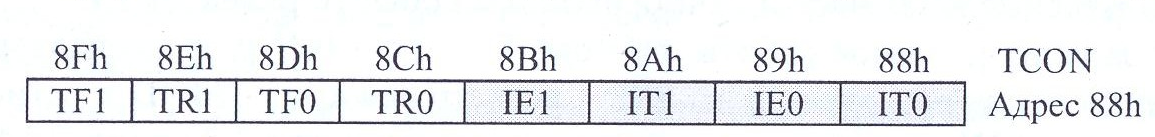 8Fh 8Eh 8Dh 8Ch 8Bh 8Ah 89h 88h TCON
TF1 TR1 TF0 TR0 IE1 IT1 IE0 IT0 Адрес 88h